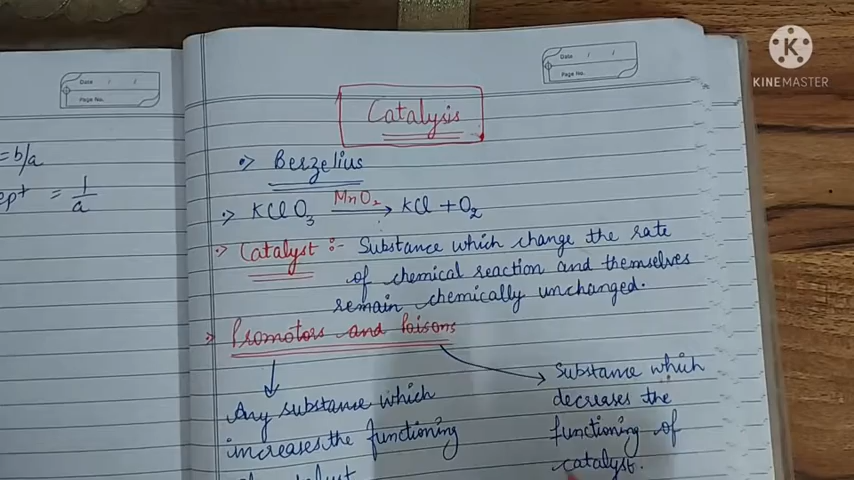 Date / /
Page No.
= b/a
ept = 1/a
Date / /
Page No.
K
KINEMASTER
Catalysis
Berzelius
KClO3 MnO2 → KCl + O2
Catalyst :- Substance which change the rate
of chemical reaction and themselves
remain chemically unchanged.
Promotors and Poisons
Any substance which
increases the functioning
Substance which
decreases the
functioning of
catalyst.